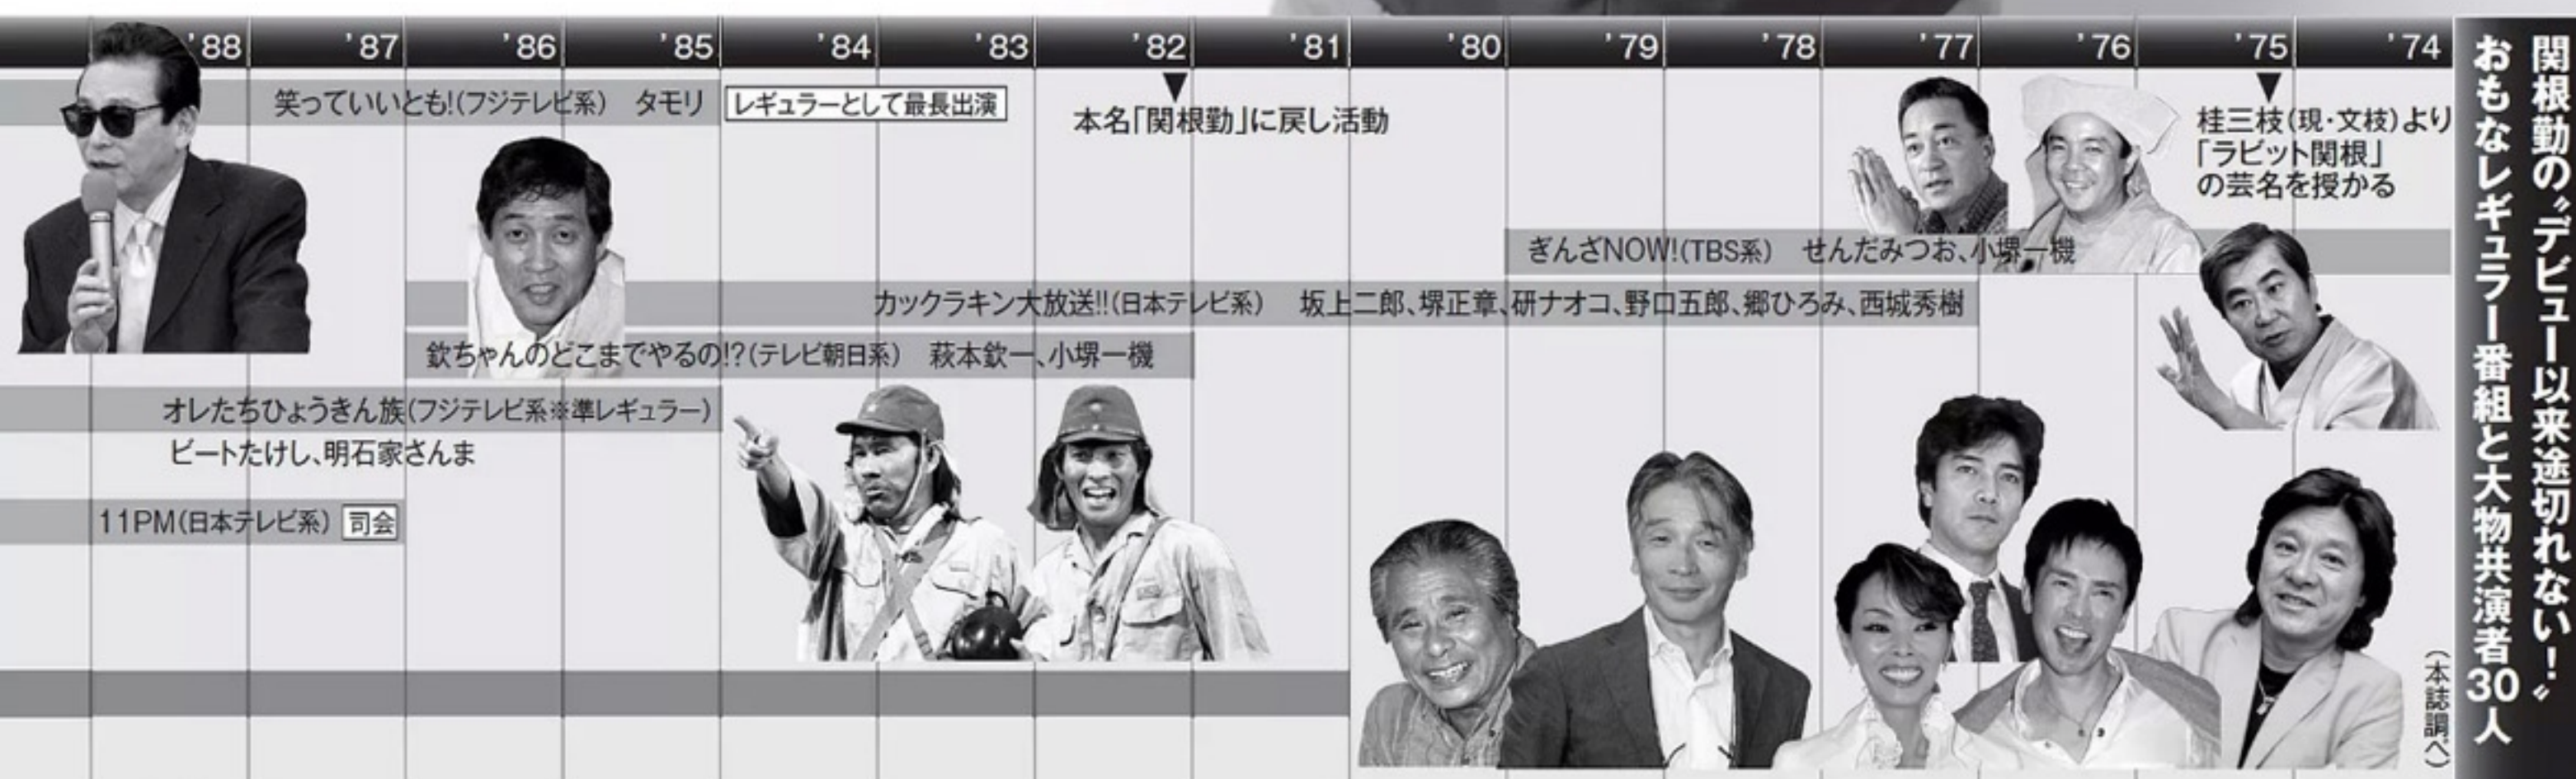 関根勤の〝デビュー以来途切れない！〟
おもなレギュラー番組と大物共演者30人
（本誌調べ）
’88 ’87 ’86 ’85 ’84 ’83 ’82 ’81 ’80 ’79 ’78 ’77 ’76 ’75 ’74
▼
桂三枝（現・文枝）より
「ラビット関根」
の芸名を授かる
▼
本名「関根勤」に戻し活動
笑っていいとも!（フジテレビ系） タモリ レギュラーとして最長出演
ぎんざNOW!（TBS系） せんだみつお、小堺一機
カックラキン大放送!!（日本テレビ系） 坂上二郎、堺正章、研ナオコ、野口五郎、郷ひろみ、西城秀樹
欽ちゃんのどこまでやるの!?（テレビ朝日系） 萩本欽一、小堺一機
オレたちひょうきん族（フジテレビ系※準レギュラー）
ビートたけし、明石家さんま
11PM（日本テレビ系） 司会